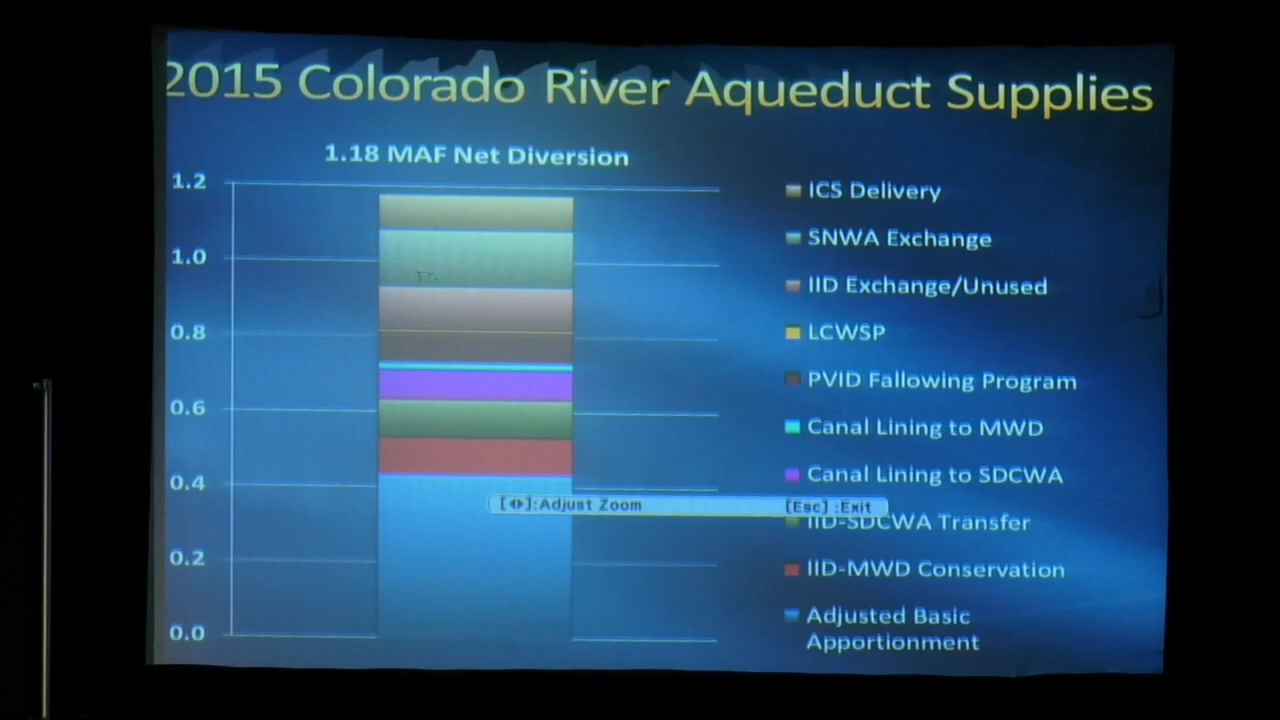 2015 Colorado River Aqueduct Supplies
1.18 MAF Net Diversion
1.2
1.0
0.8
0.6
0.4
0.2
0.0
ICS Delivery
SNWA Exchange
IID Exchange/Unused
LCWSP
PVID Fallowing Program
Canal Lining to MWD
Canal Lining to SDCWA
[◄►]:Adjust Zoom [Esc] :Exit
IID-SDCWA Transfer
IID-MWD Conservation
Adjusted Basic
Apportionment